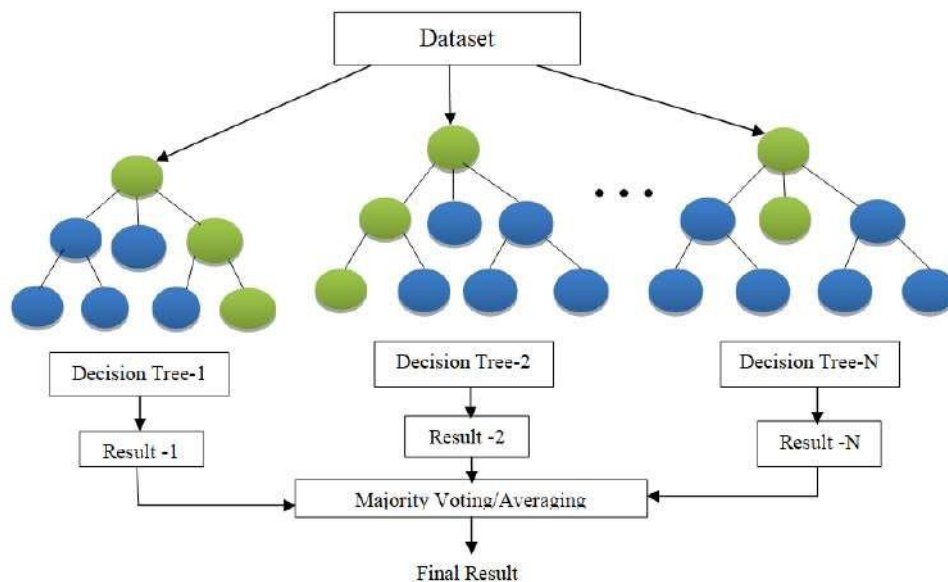 Dataset
Decision Tree-1
Decision Tree-2
Decision Tree-N
Result -1
Result -2
Result -N
Majority Voting/Averaging
Final Result